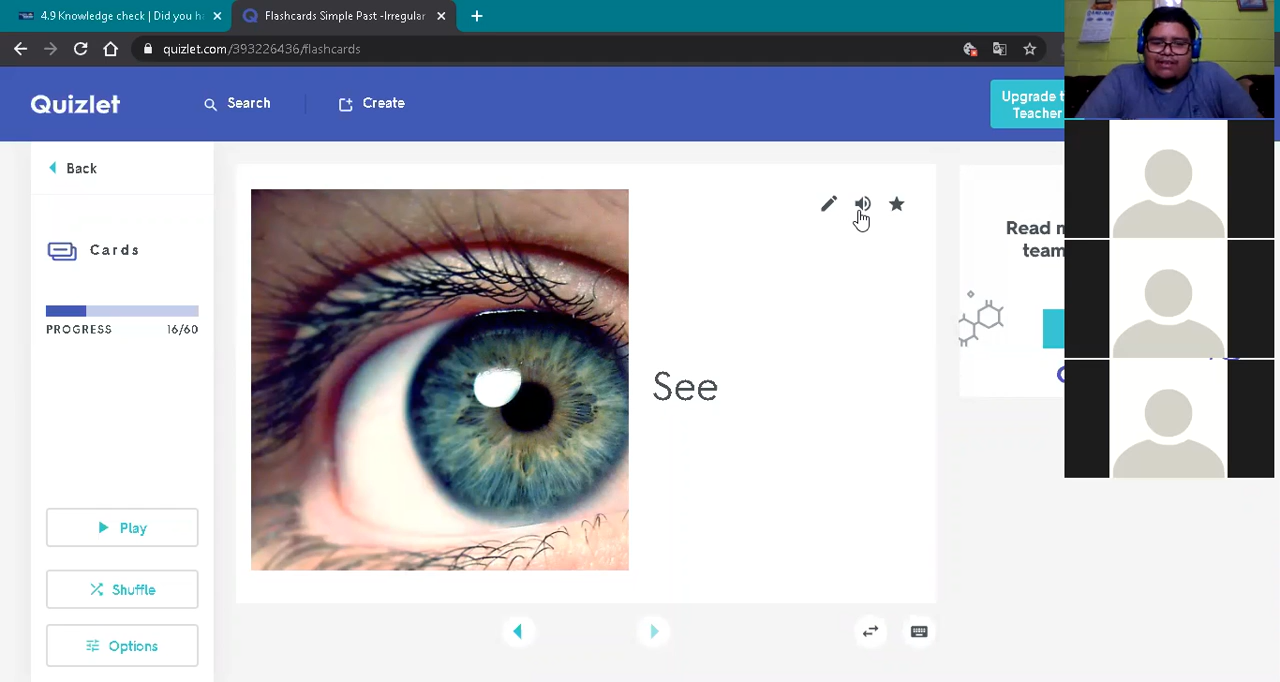 4.9 Knowledge check | Did you h
Flashcards Simple Past -Irregular
quizlet.com/393226436/flashcards
Quizlet
Search
Create
Upgrade t
Teacher
Back
Cards
PROGRESS 16/60
See
Read m
team
Play
Shuffle
Options